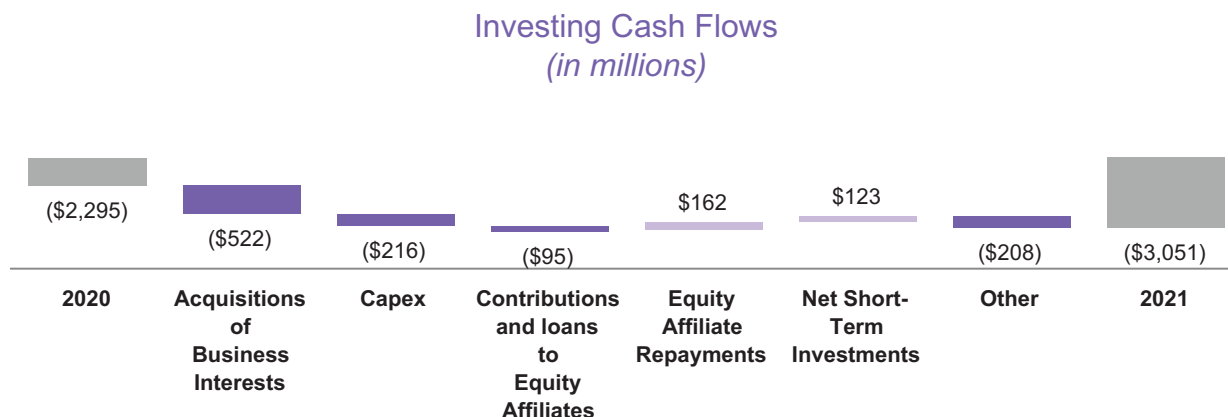 Investing Cash Flows
(in millions)
($2,295)
($522)
($216)
($95)
$162
$123
($208)
($3,051)
2020
Acquisitions
of
Business
Interests
Capex
Contributions
and loans
to
Equity
Affiliates
Equity
Affiliate
Repayments
Net Short-
Term
Investments
Other
2021